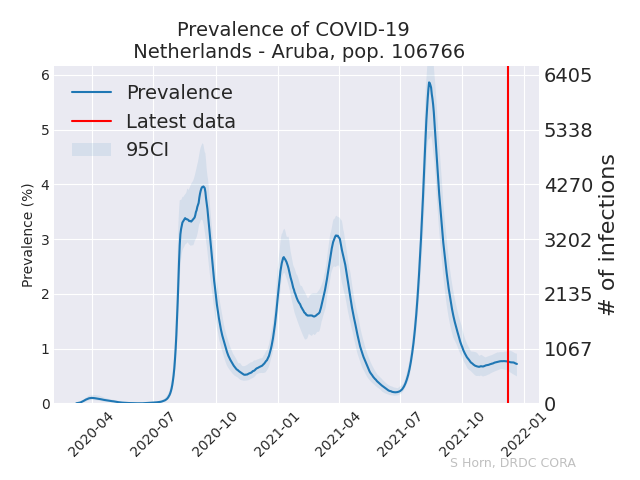 Prevalence of COVID-19
Netherlands - Aruba, pop. 106766
Prevalence
Latest data
95CI
Prevalence (%)
6
5
4
3
2
1
0
6405
5338
4270
3202
2135
1067
0
# of infections
2020-04
2020-07
2020-10
2021-01
2021-04
2021-07
2021-10
2022-01
S Horn, DRDC CORA